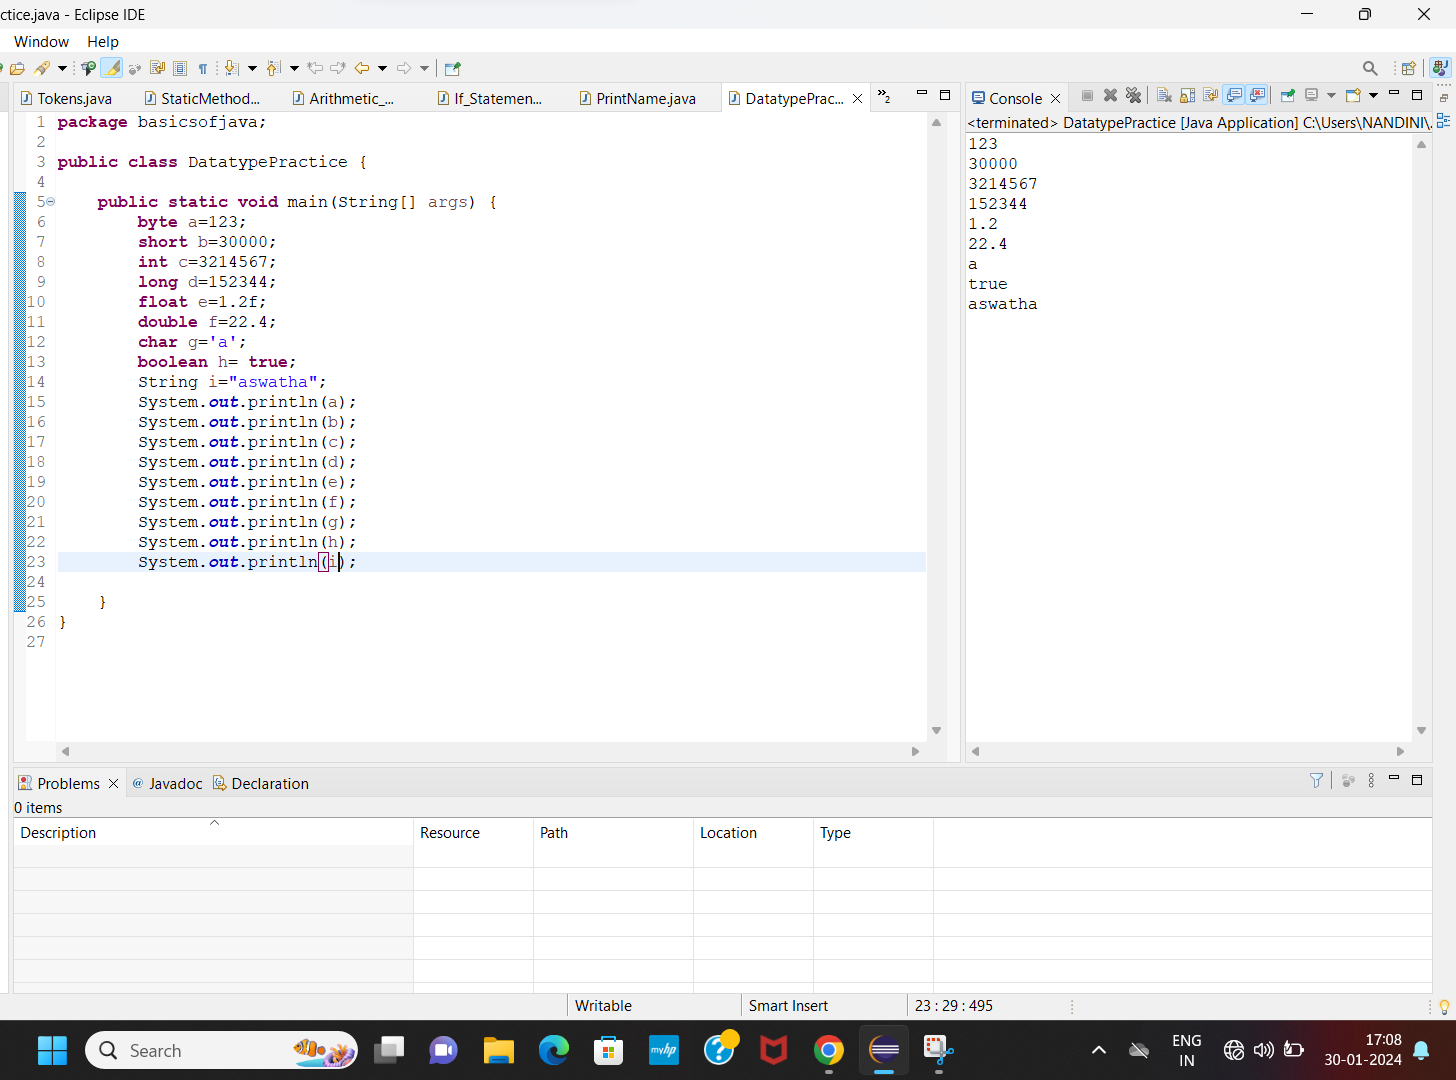 ctice.java - Eclipse IDE
Window Help
Tokens.java StaticMethod... Arithmetic_... If_Statemen... PrintName.java DatatypePrac... »2
1 package basicsofjava;
2
3 public class DatatypePractice {
4
5 public static void main(String[] args) {
6 byte a=123;
7 short b=30000;
8 int c=3214567;
9 long d=152344;
10 float e=1.2f;
11 double f=22.4;
12 char g='a';
13 boolean h= true;
14 String i="aswatha";
15 System.out.println(a);
16 System.out.println(b);
17 System.out.println(c);
18 System.out.println(d);
19 System.out.println(e);
20 System.out.println(f);
21 System.out.println(g);
22 System.out.println(h);
23 System.out.println(i);
24
25 }
26 }
27
Console
<terminated> DatatypePractice [Java Application] C:\Users\NANDINI\.
123
30000
3214567
152344
1.2
22.4
a
true
aswatha
Problems @ Javadoc Declaration
0 items
Description Resource Path Location Type
Writable Smart Insert 23 : 29 : 495
Search
myhp
ENG
IN
17:08
30-01-2024